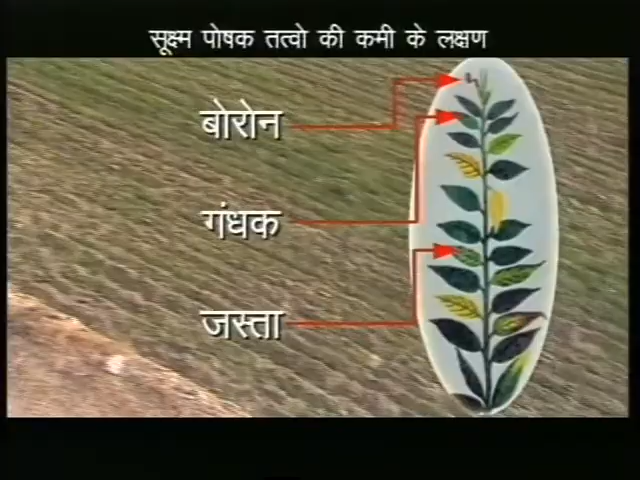 सूक्ष्म पोषक तत्वो की कमी के लक्षण
बोरोन
गंधक
जस्ता